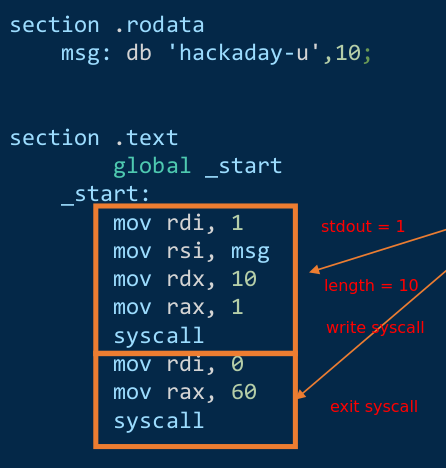 section .rodata
msg: db 'hackaday-u',10;
section .text
global _start
_start:
mov rdi, 1
stdout = 1
mov rsi, msg
mov rdx, 10
length = 10
mov rax, 1
write syscall
syscall
mov rdi, 0
mov rax, 60
exit syscall
syscall